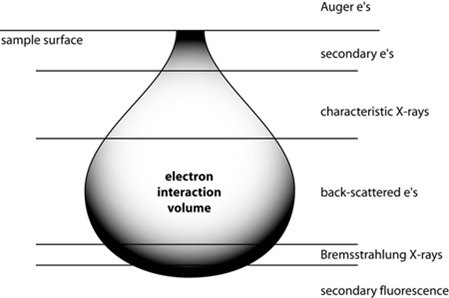 Auger e's
sample surface
secondary e's
characteristic X-rays
electron
interaction
volume
back-scattered e's
Bremsstrahlung X-rays
secondary fluorescence